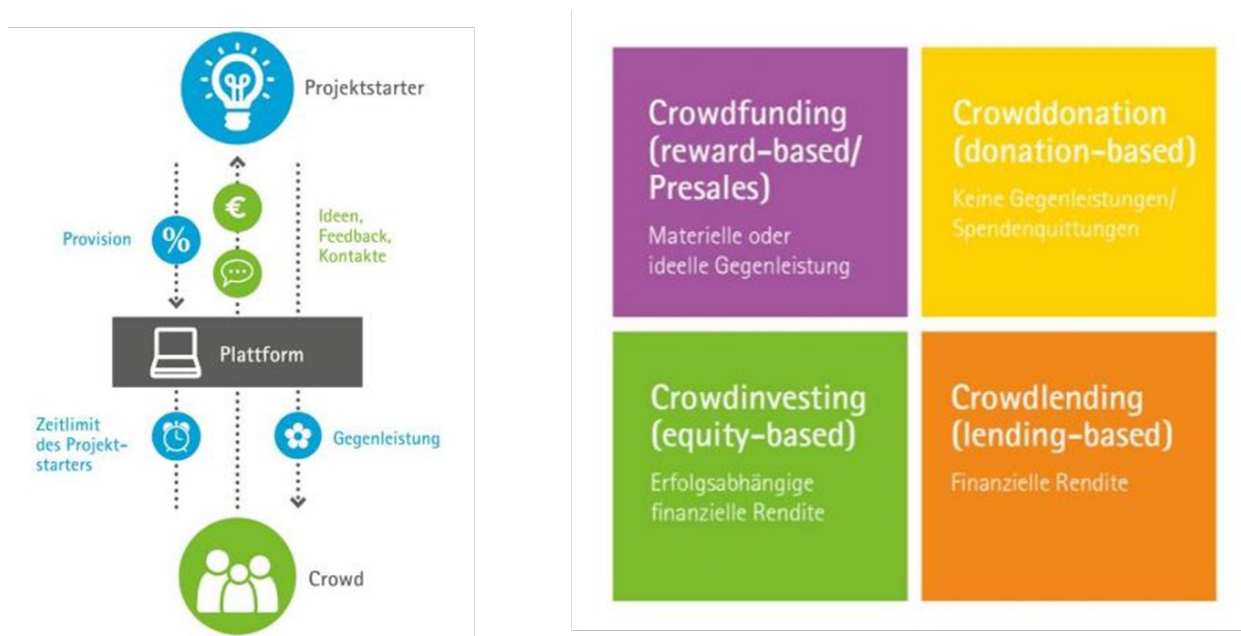 Projektstarter
Provision
%
€
Ideen,
Feedback,
Kontakte
Plattform
Zeitlimit
des Projekt-
starters
Gegenleistung
Crowd
Crowdfunding
(reward-based/
Presales)
Materielle oder
ideelle Gegenleistung
Crowddonation
(donation-based)
Keine Gegenleistungen/
Spendenquittungen
Crowdinvesting
(equity-based)
Erfolgsabhängige
finanzielle Rendite
Crowdlending
(lending-based)
Finanzielle Rendite